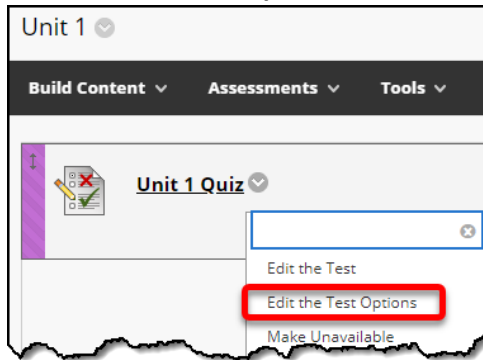 Unit 1
Build Content Assessments Tools
Unit 1 Quiz
Edit the Test
Edit the Test Options
Make Unavailable